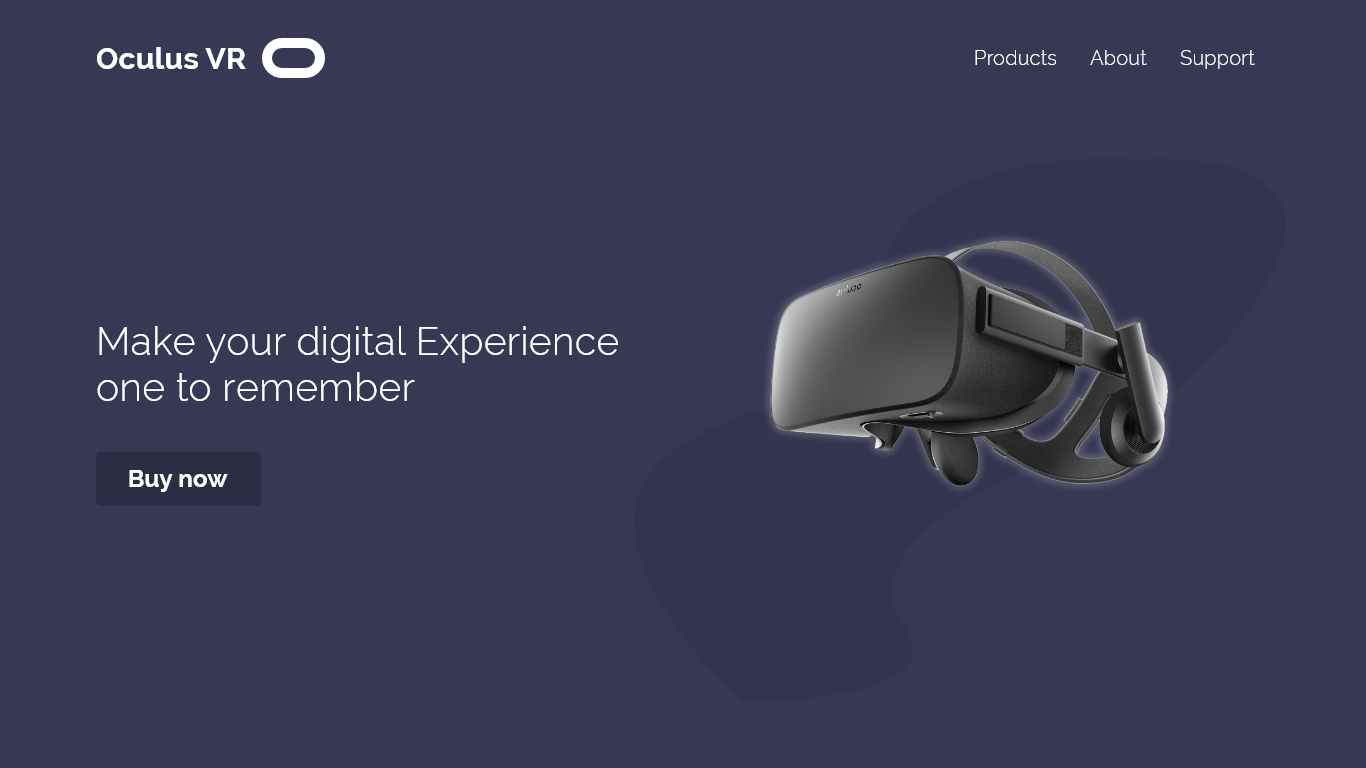 Oculus VR
Products About Support
Make your digital Experience
one to remember
Buy now